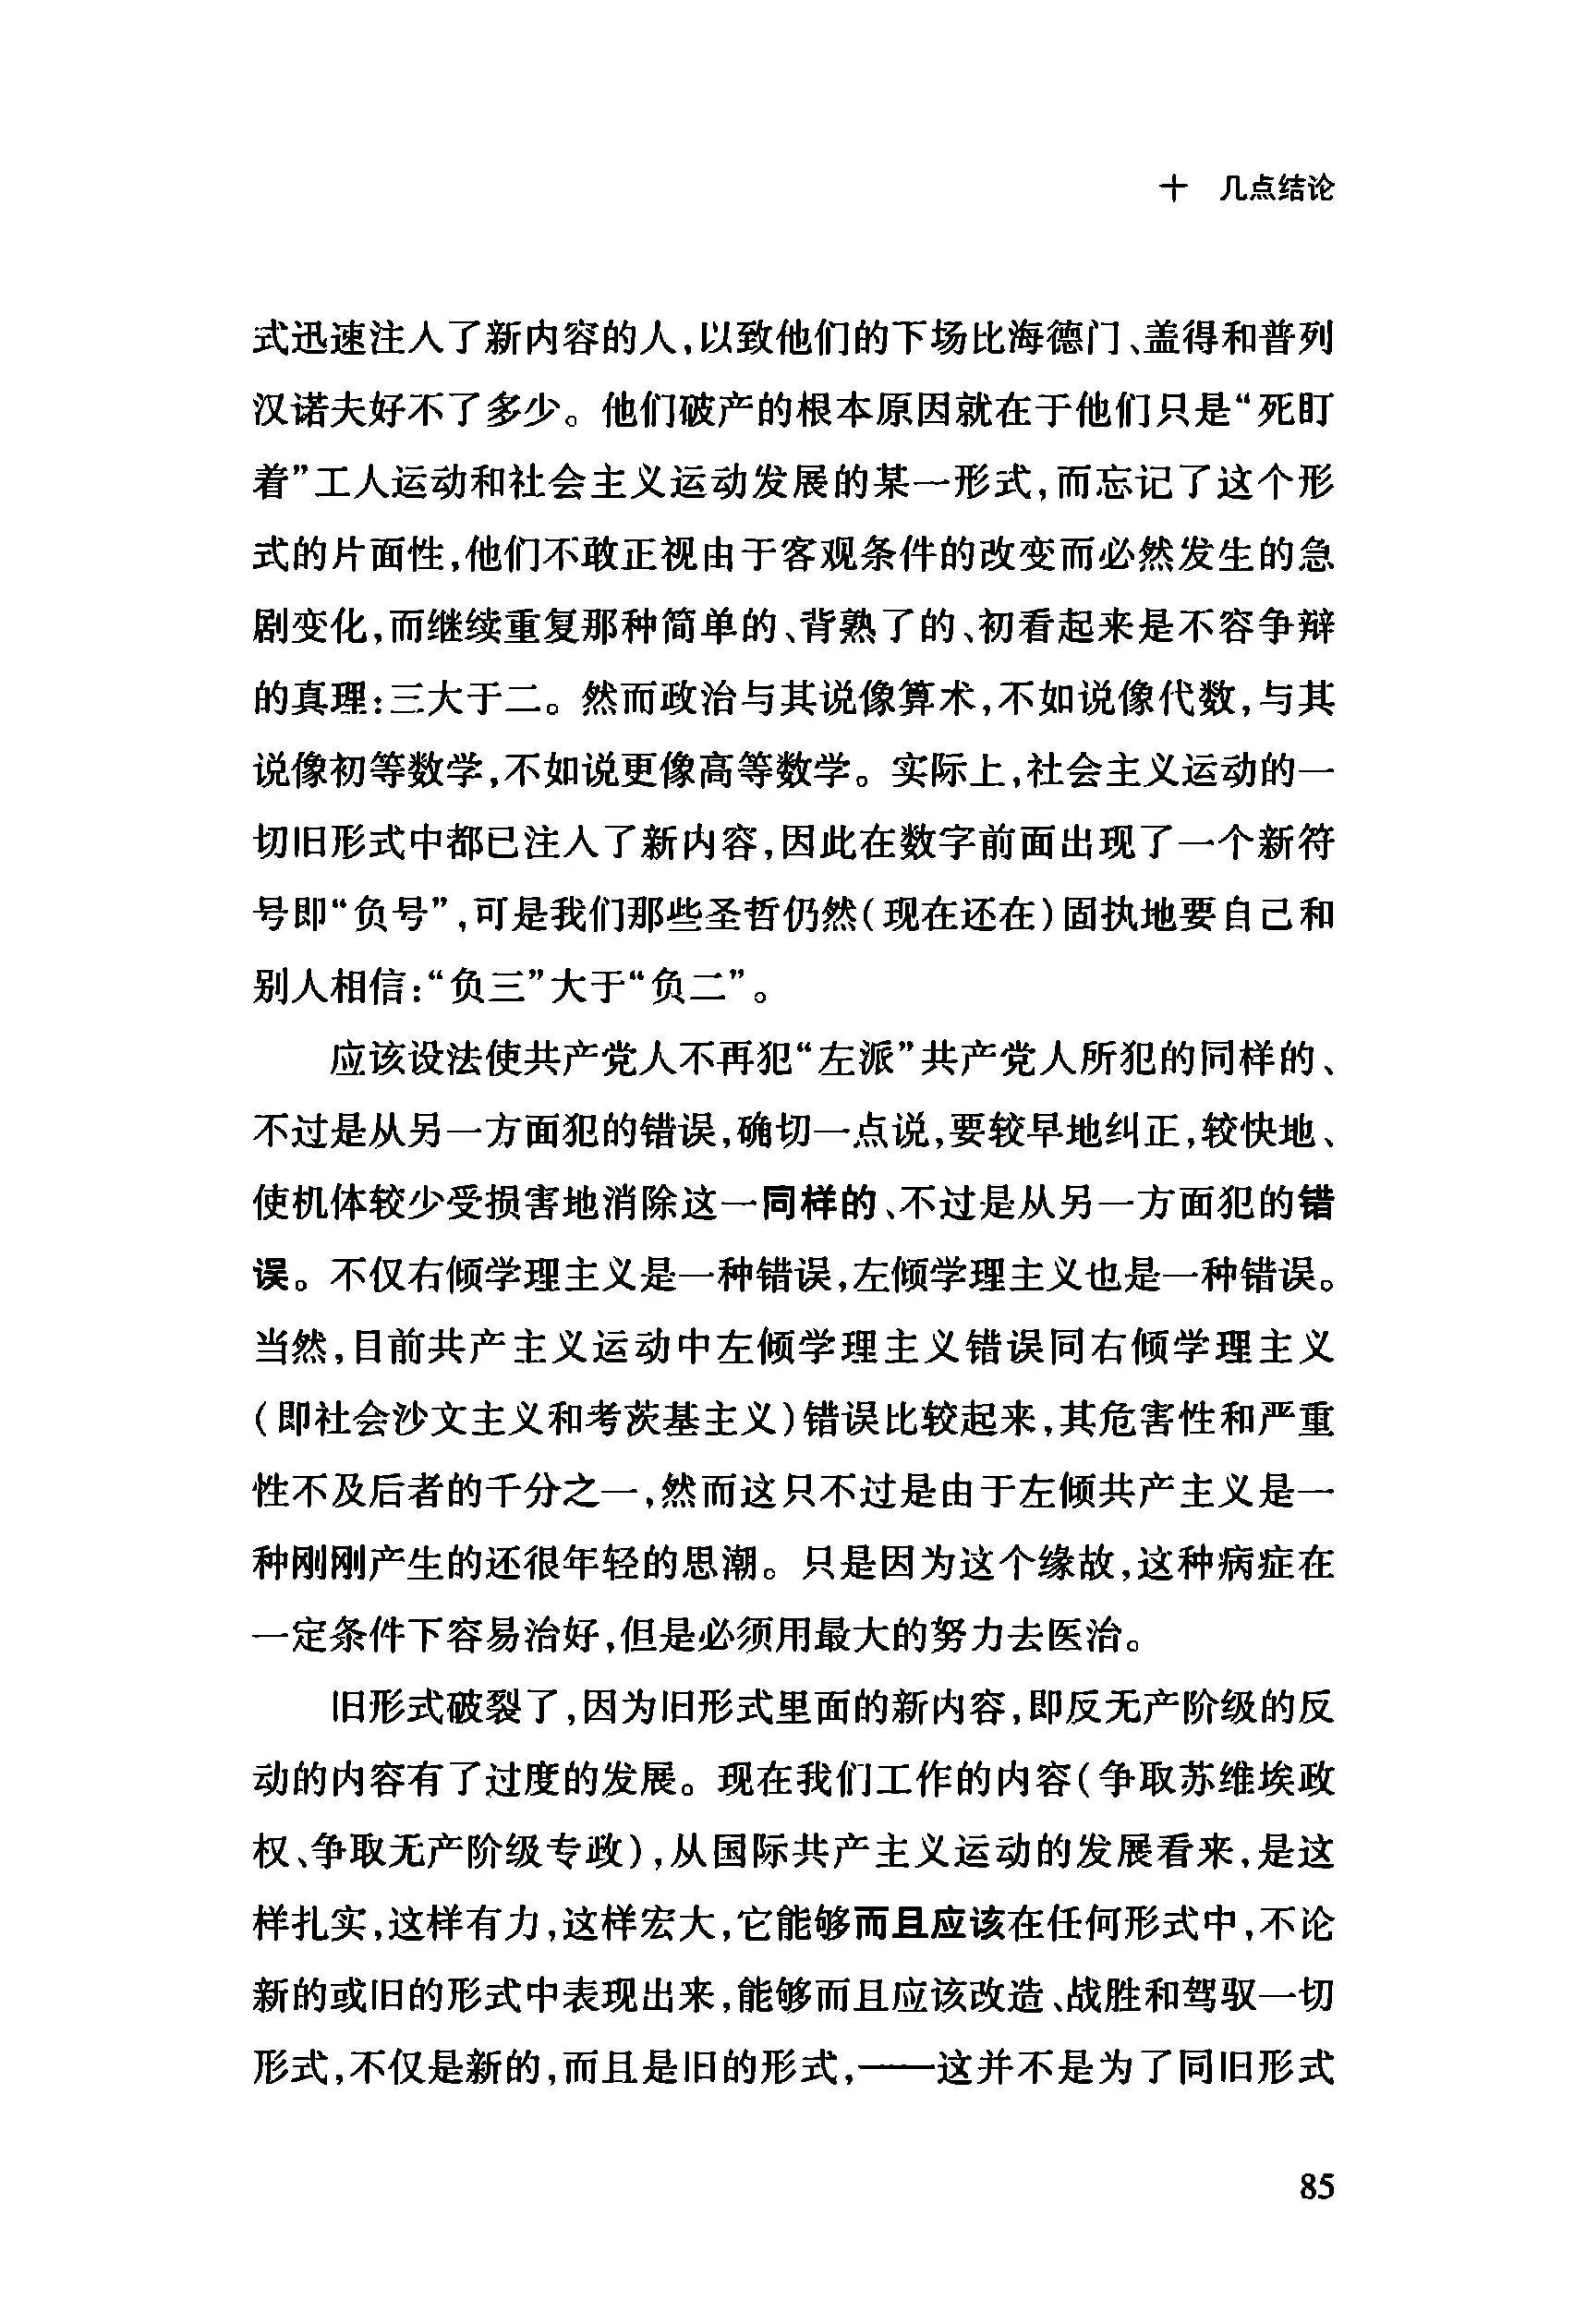 十　几点结论
式迅速注入了新内容的人,以致他们的下场比海德门、盖得和普列
汉诺夫好不了多少。他们破产的根本原因就在于他们只是“死盯
着”工人运动和社会主义运动发展的某一形式,而忘记了这个形
式的片面性,他们不敢正视由于客观条件的改变而必然发生的急
剧变化,而继续重复那种简单的、背熟了的、初看起来是不容争辩
的真理:三大于二。然而政治与其说像算术,不如说像代数,与其
说像初等数学,不如说更像高等数学。实际上,社会主义运动的一
切旧形式中都已注入了新内容,因此在数字前面出现了一个新符
号即“负号”,可是我们那些圣哲仍然(现在还在)固执地要自己和
别人相信:“负三”大于“负二”。
应该设法使共产党人不再犯“左派”共产党人所犯的同样的、
不过是从另一方面犯的错误,确切一点说,要较早地纠正,较快地、
使机体较少受损害地消除这一同样的、不过是从另一方面犯的错
误。不仅右倾学理主义是一种错误,左倾学理主义也是一种错误。
当然,目前共产主义运动中左倾学理主义错误同右倾学理主义
(即社会沙文主义和考茨基主义)错误比较起来,其危害性和严重
性不及后者的千分之一,然而这只不过是由于左倾共产主义是一
种刚刚产生的还很年轻的思潮。只是因为这个缘故,这种病症在
一定条件下容易治好,但是必须用最大的努力去医治。
旧形式破裂了,因为旧形式里面的新内容,即反无产阶级的反
动的内容有了过度的发展。现在我们工作的内容(争取苏维埃政
权、争取无产阶级专政),从国际共产主义运动的发展看来,是这
样扎实,这样有力,这样宏大,它能够而且应该在任何形式中,不论
新的或旧的形式中表现出来,能够而且应该改造、战胜和驾驭一切
形式,不仅是新的,而且是旧的形式,——这并不是为了同旧形式
85